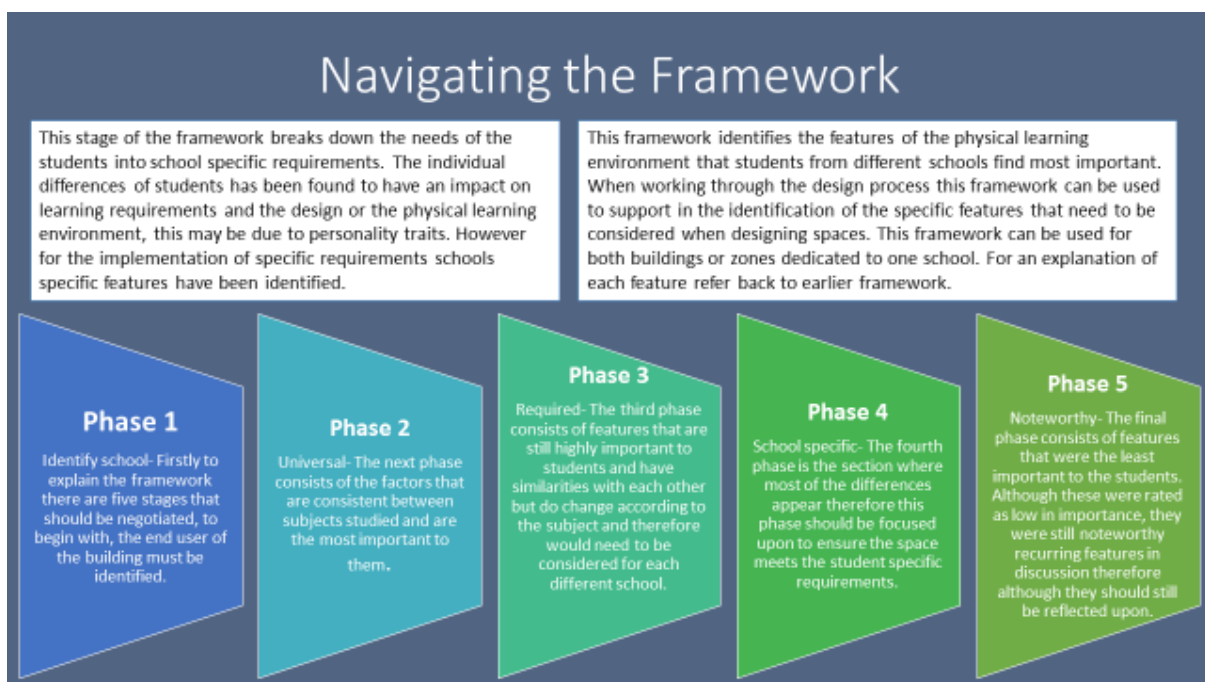 Navigating the Framework
This stage of the framework breaks down the needs of the
students into school specific requirements. The individual
differences of students has been found to have an impact on
learning requirements and the design or the physical learning
environment, this may be due to personality traits. However
for the implementation of specific requirements schools
specific features have been identified.
This framework identifies the features of the physical learning
environment that students from different schools find most important.
When working through the design process this framework can be used
to support in the identification of the specific features that need to be
considered when designing spaces. This framework can be used for
both buildings or zones dedicated to one school. For an explanation of
each feature refer back to earlier framework.
Phase 1
Identify school- Firstly to
explain the framework
there are five stages that
should be negotiated, to
begin with, the end user of
the building must be
identified.
Phase 2
Universal- The next phase
consists of the factors that
are consistent between
subjects studied and are
the most important to
them.
Phase 3
Required- The third phase
consists of features that are
still highly important to
students and have
similarities with each other
but do change according to
the subject and therefore
would need to be
considered for each
different school.
Phase 4
School specific- The fourth
phase is the section where
most of the differences
appear therefore this
phase should be focused
upon to ensure the space
meets the student specific
requirements.
Phase 5
Noteworthy- The final
phase consists of features
that were the least
important to the students.
Although these were rated
as low in importance, they
were still noteworthy
recurring features in
discussion therefore
although they should still
be reflected upon.